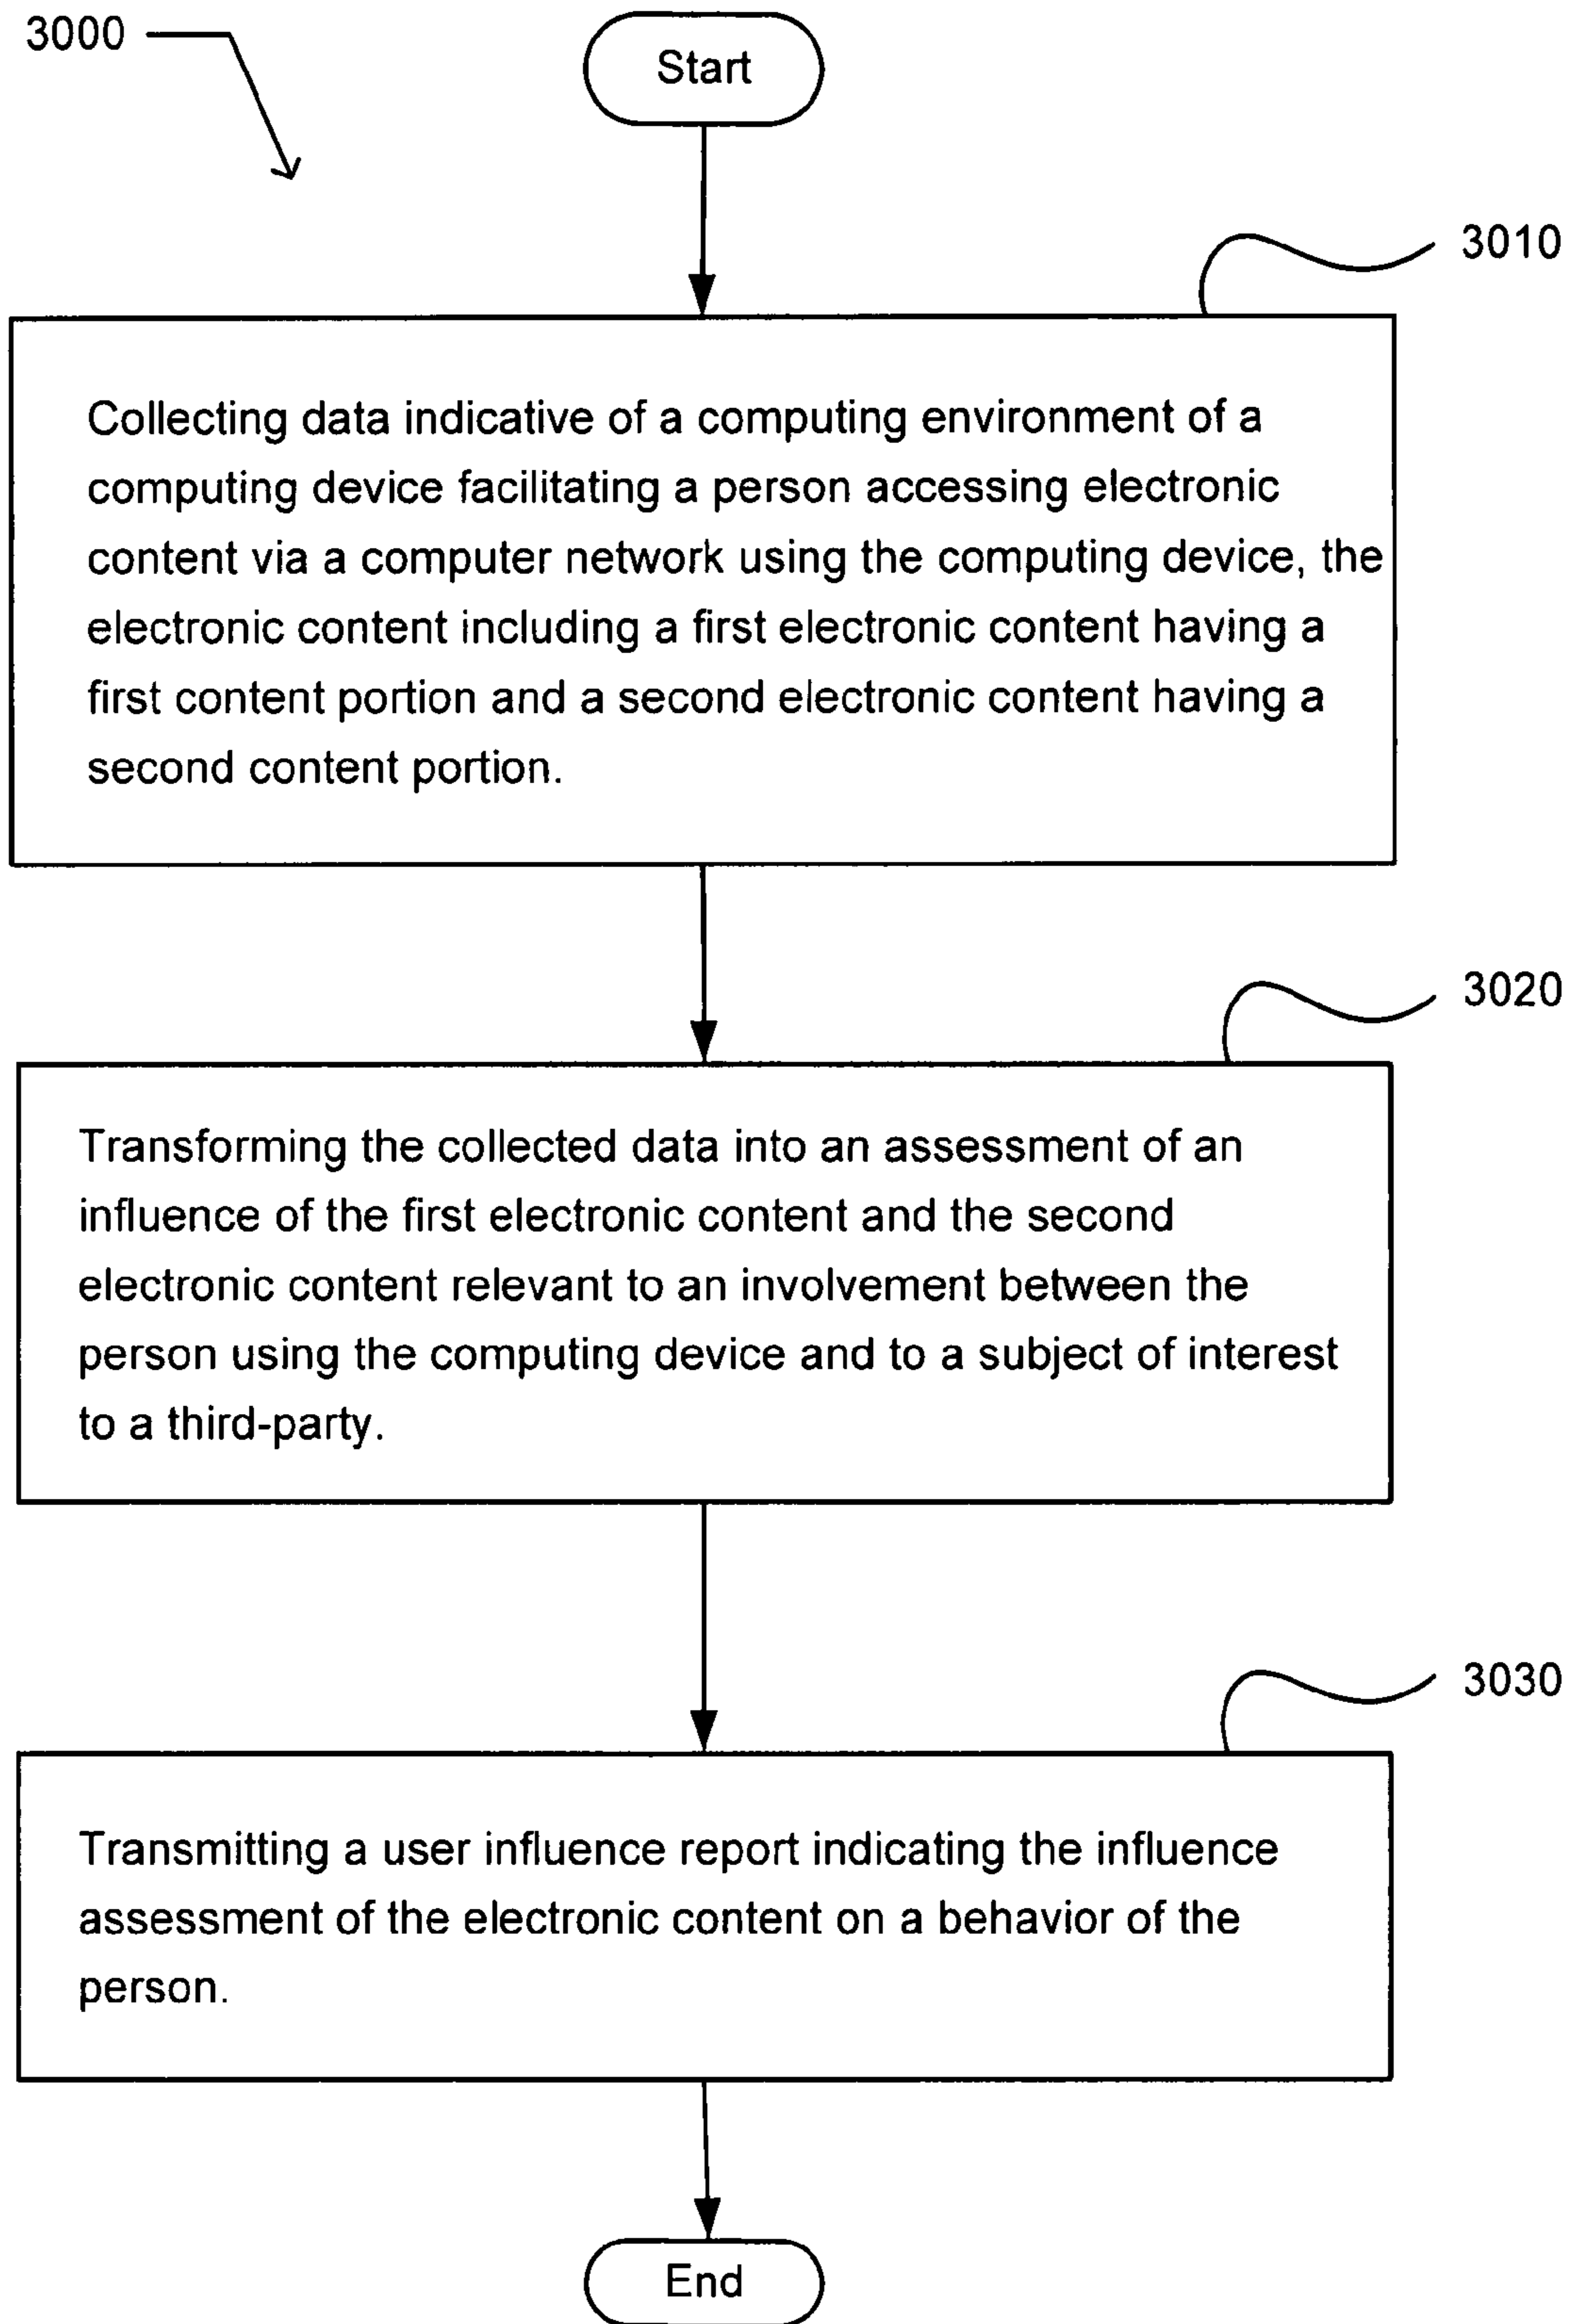 3000
Start
3010
Collecting data indicative of a computing environment of a
computing device facilitating a person accessing electronic
content via a computer network using the computing device, the
electronic content including a first electronic content having a
first content portion and a second electronic content having a
second content portion.
3020
Transforming the collected data into an assessment of an
influence of the first electronic content and the second
electronic content relevant to an involvement between the
person using the computing device and to a subject of interest
to a third-party.
3030
Transmitting a user influence report indicating the influence
assessment of the electronic content on a behavior of the
person.
End